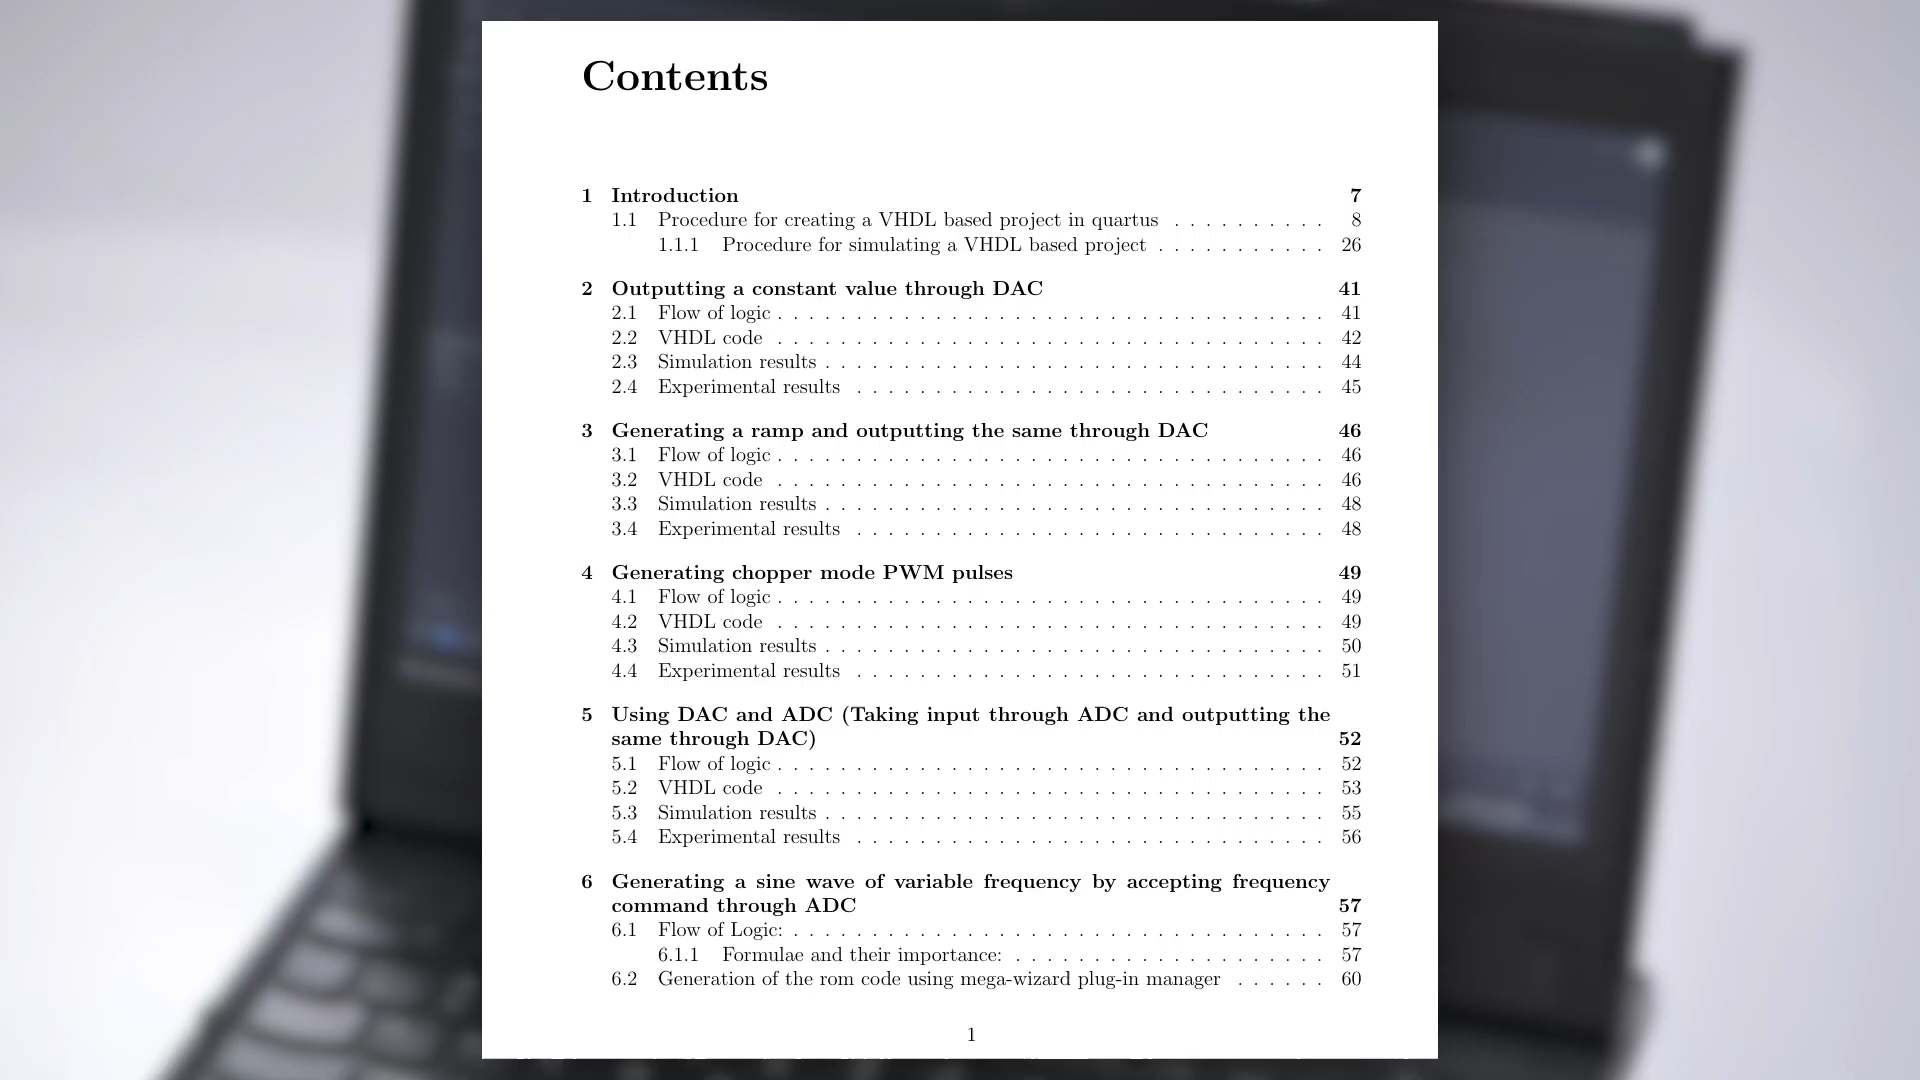 Contents
1 Introduction 7
1.1 Procedure for creating a VHDL based project in quartus . . . . . . . . . . 8
1.1.1 Procedure for simulating a VHDL based project . . . . . . . . . . . 26
2 Outputting a constant value through DAC 41
2.1 Flow of logic . . . . . . . . . . . . . . . . . . . . . . . . . . . . . . . . . . . 41
2.2 VHDL code . . . . . . . . . . . . . . . . . . . . . . . . . . . . . . . . . . . 42
2.3 Simulation results . . . . . . . . . . . . . . . . . . . . . . . . . . . . . . . . 44
2.4 Experimental results . . . . . . . . . . . . . . . . . . . . . . . . . . . . . . 45
3 Generating a ramp and outputting the same through DAC 46
3.1 Flow of logic . . . . . . . . . . . . . . . . . . . . . . . . . . . . . . . . . . . 46
3.2 VHDL code . . . . . . . . . . . . . . . . . . . . . . . . . . . . . . . . . . . 46
3.3 Simulation results . . . . . . . . . . . . . . . . . . . . . . . . . . . . . . . . 48
3.4 Experimental results . . . . . . . . . . . . . . . . . . . . . . . . . . . . . . 48
4 Generating chopper mode PWM pulses 49
4.1 Flow of logic . . . . . . . . . . . . . . . . . . . . . . . . . . . . . . . . . . . 49
4.2 VHDL code . . . . . . . . . . . . . . . . . . . . . . . . . . . . . . . . . . . 49
4.3 Simulation results . . . . . . . . . . . . . . . . . . . . . . . . . . . . . . . . 50
4.4 Experimental results . . . . . . . . . . . . . . . . . . . . . . . . . . . . . . 51
5 Using DAC and ADC (Taking input through ADC and outputting the
same through DAC) 52
5.1 Flow of logic . . . . . . . . . . . . . . . . . . . . . . . . . . . . . . . . . . . 52
5.2 VHDL code . . . . . . . . . . . . . . . . . . . . . . . . . . . . . . . . . . . 53
5.3 Simulation results . . . . . . . . . . . . . . . . . . . . . . . . . . . . . . . . 55
5.4 Experimental results . . . . . . . . . . . . . . . . . . . . . . . . . . . . . . 56
6 Generating a sine wave of variable frequency by accepting frequency
command through ADC 57
6.1 Flow of Logic: . . . . . . . . . . . . . . . . . . . . . . . . . . . . . . . . . . 57
6.1.1 Formulae and their importance: . . . . . . . . . . . . . . . . . . . . 57
6.2 Generation of the rom code using mega-wizard plug-in manager . . . . . . 60
1